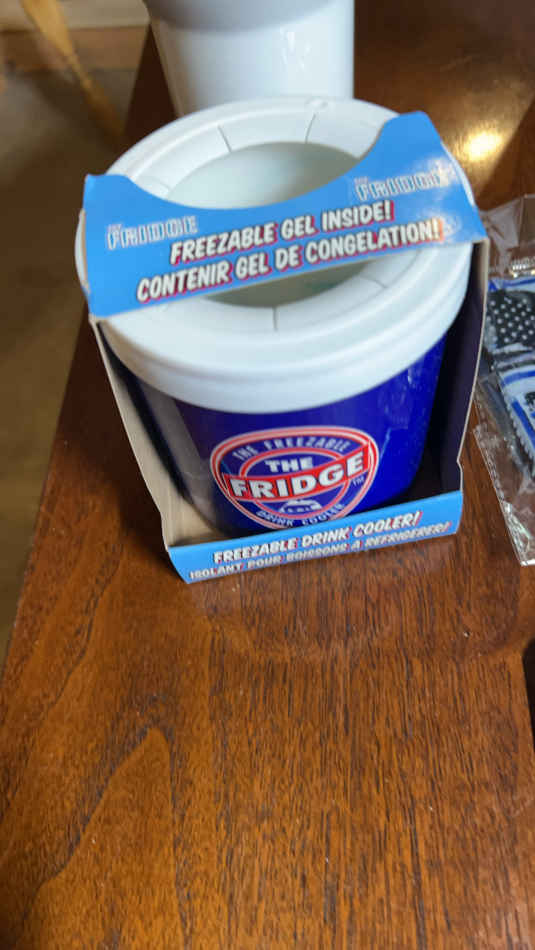 FRIDGE
FRIDGE
FREEZABLE GEL INSIDE!
CONTENIR GEL DE CONGELATION!
THE FREEZABLE
THE
FRIDGE
TM
DRINK COOLER
FREEZABLE DRINK COOLER!
ISOLANT POUR BOISSONS A REFRIGERER!